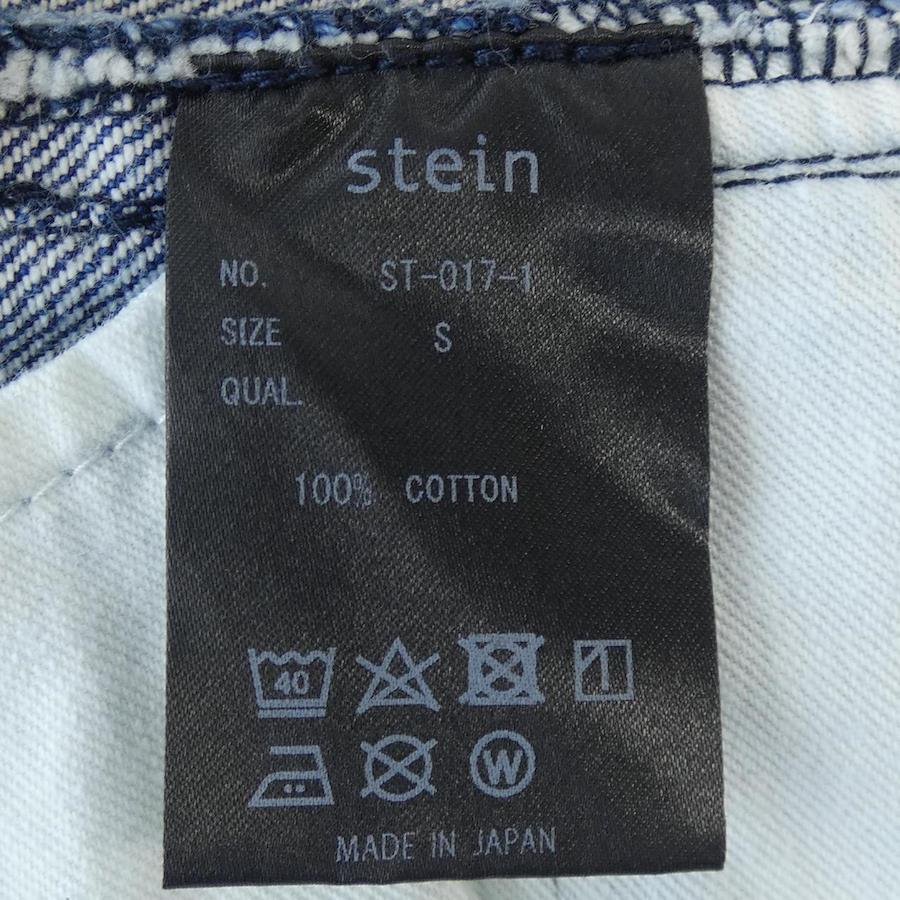 stein
NO. ST-017-1
SIZE S
QUAL.
100% COTTON
40
W
MADE IN JAPAN